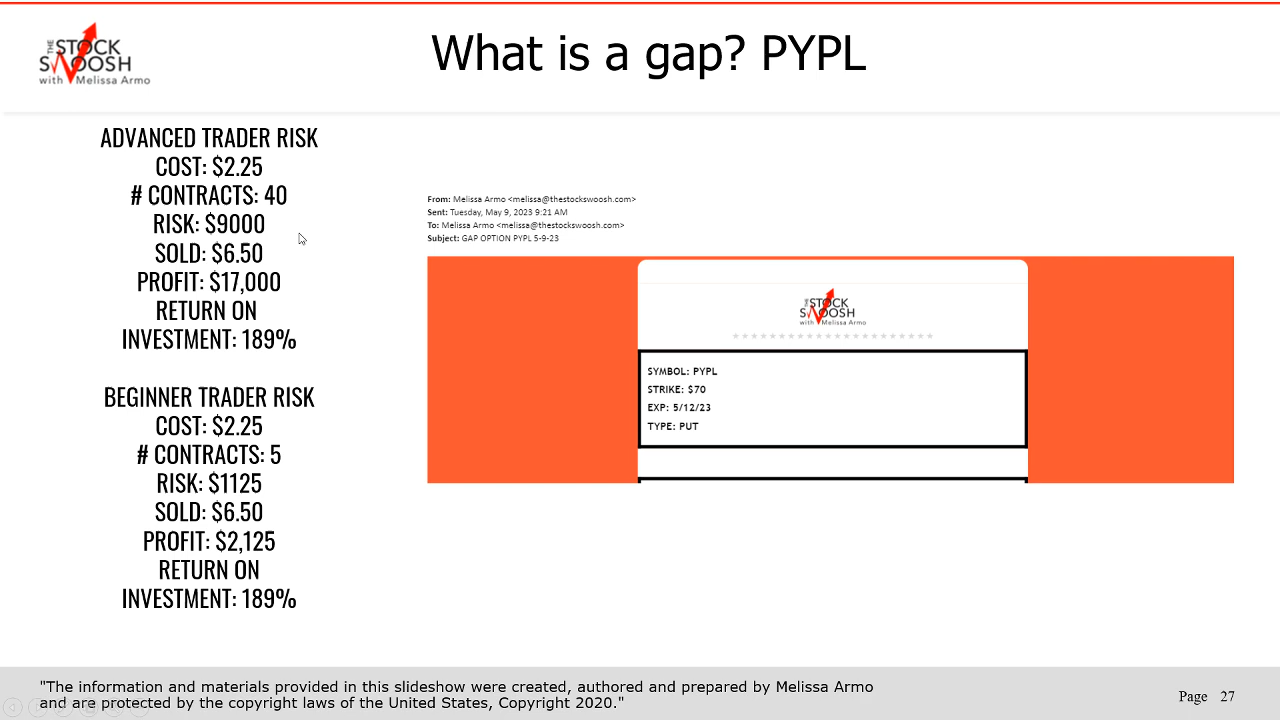 THE
STOCK
SWOOSH
with Melissa Armo
What is a gap? PYPL
ADVANCED TRADER RISK
COST: $2.25
# CONTRACTS: 40
RISK: $9000
SOLD: $6.50
PROFIT: $17,000
RETURN ON
INVESTMENT: 189%
BEGINNER TRADER RISK
COST: $2.25
# CONTRACTS: 5
RISK: $1125
SOLD: $6.50
PROFIT: $2,125
RETURN ON
INVESTMENT: 189%
From: Melissa Armo <melissa@thestockswoosh.com>
Sent: Tuesday, May 9, 2023 9:21 AM
To: Melissa Armo <melissa@thestockswoosh.com>
Subject: GAP OPTION PYPL 5-9-23
THE
STOCK
SWOOSH
with Melissa Armo
SYMBOL: PYPL
STRIKE: $70
EXP: 5/12/23
TYPE: PUT
"The information and materials provided in this slideshow were created, authored and prepared by Melissa Armo
and are protected by the copyright laws of the United States, Copyright 2020."
Page 27